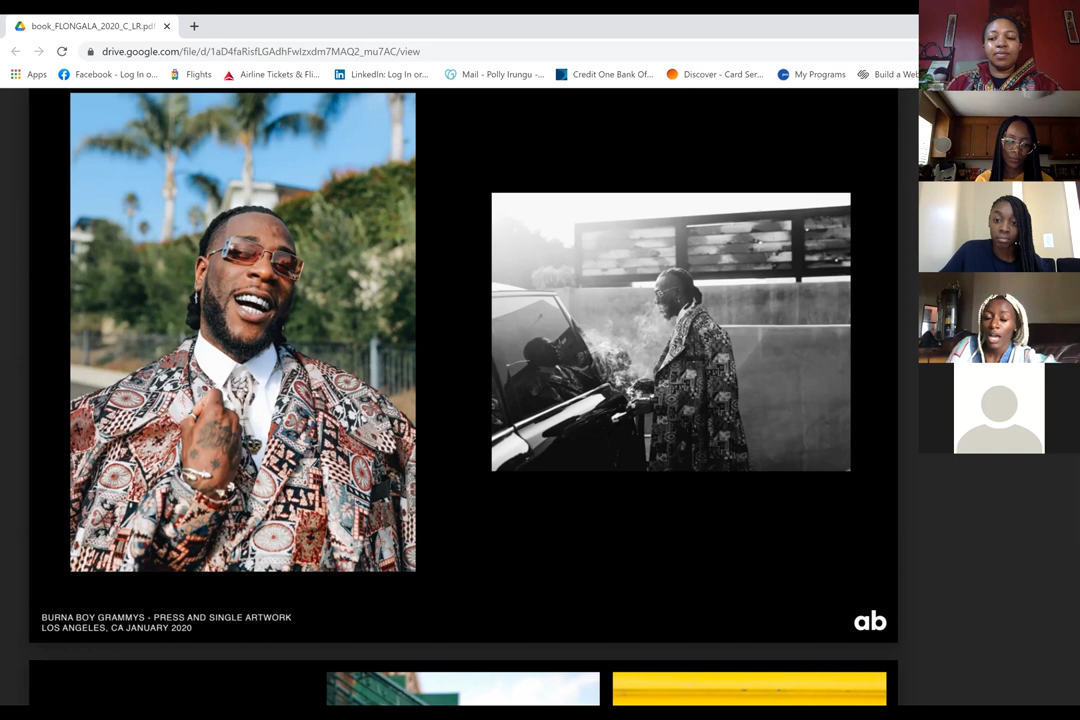 book_FLONGALA_2020_C_LR.pdf
drive.google.com/file/d/1aD4faRisfLGAdhFwIzxdm7MAQ2_mu7AC/view
Apps Facebook - Log In o... Flights Airline Tickets & Fli... LinkedIn: Log In or... Mail - Polly Irungu -... Credit One Bank Of... Discover - Card Ser... My Programs Build a Web
BURNA BOY GRAMMYS - PRESS AND SINGLE ARTWORK
LOS ANGELES, CA JANUARY 2020
ab